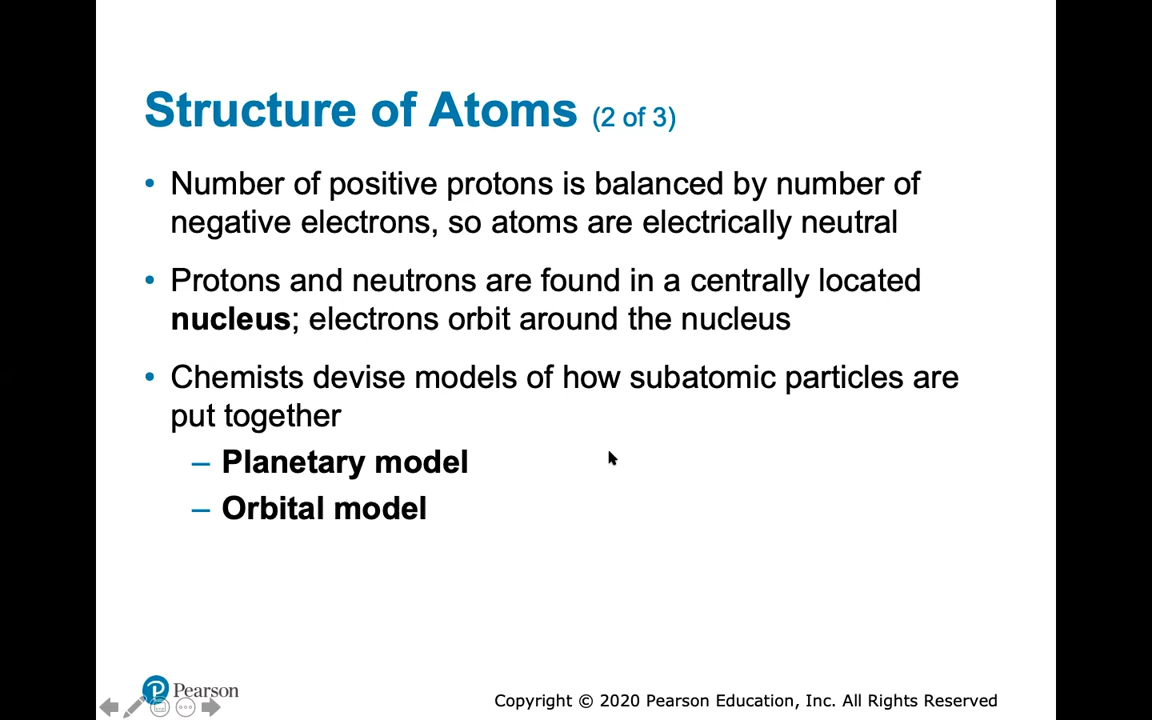 Structure of Atoms (2 of 3)
• Number of positive protons is balanced by number of
negative electrons, so atoms are electrically neutral
• Protons and neutrons are found in a centrally located
nucleus; electrons orbit around the nucleus
• Chemists devise models of how subatomic particles are
put together
– Planetary model
– Orbital model
P Pearson
Copyright © 2020 Pearson Education, Inc. All Rights Reserved